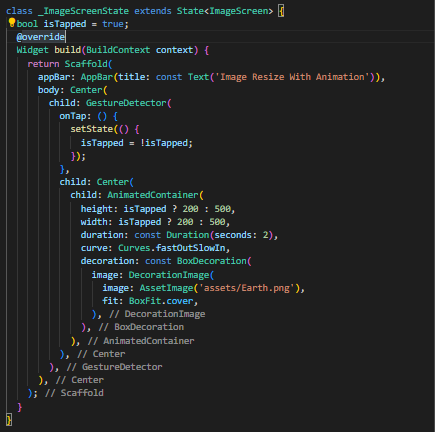 class _ImageScreenState extends State<ImageScreen> {
  bool isTapped = true;
  @override
  Widget build(BuildContext context) {
    return Scaffold(
      appBar: AppBar(title: const Text('Image Resize With Animation')),
      body: Center(
        child: GestureDetector(
          onTap: () {
            setState(() {
              isTapped = !isTapped;
            });
          },
          child: Center(
            child: AnimatedContainer(
              height: isTapped ? 200 : 500,
              width: isTapped ? 200 : 500,
              duration: const Duration(seconds: 2),
              curve: Curves.fastOutSlowIn,
              decoration: const BoxDecoration(
                image: DecorationImage(
                  image: AssetImage('assets/Earth.png'),
                  fit: BoxFit.cover,
                ), // DecorationImage
              ), // BoxDecoration
            ), // AnimatedContainer
          ), // Center
        ), // GestureDetector
      ), // Center
    ); // Scaffold
  }
}